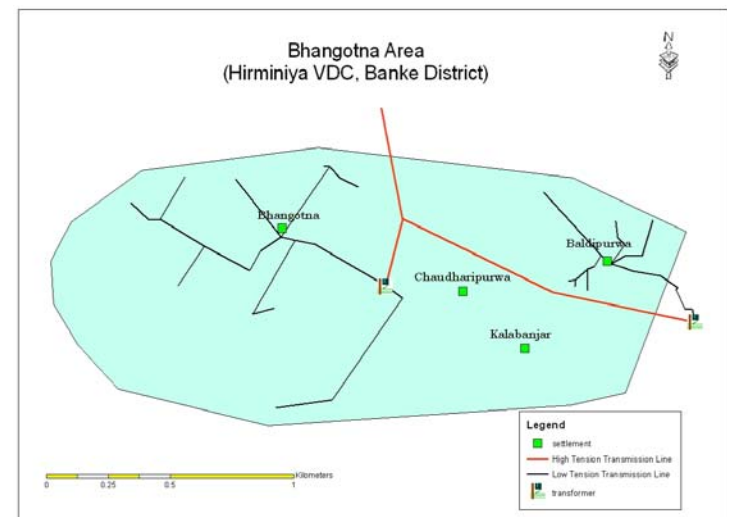 Bhangotna Area
(Hirminiya VDC, Banke District)
N
Bhangotna
Baldipurwa
Chaudharipurwa
Kalabanjar
Legend
settlement
High Tension Transmission Line
Low Tension Transmission Line
transformer
Kilometers
0 0.25 0.5 1